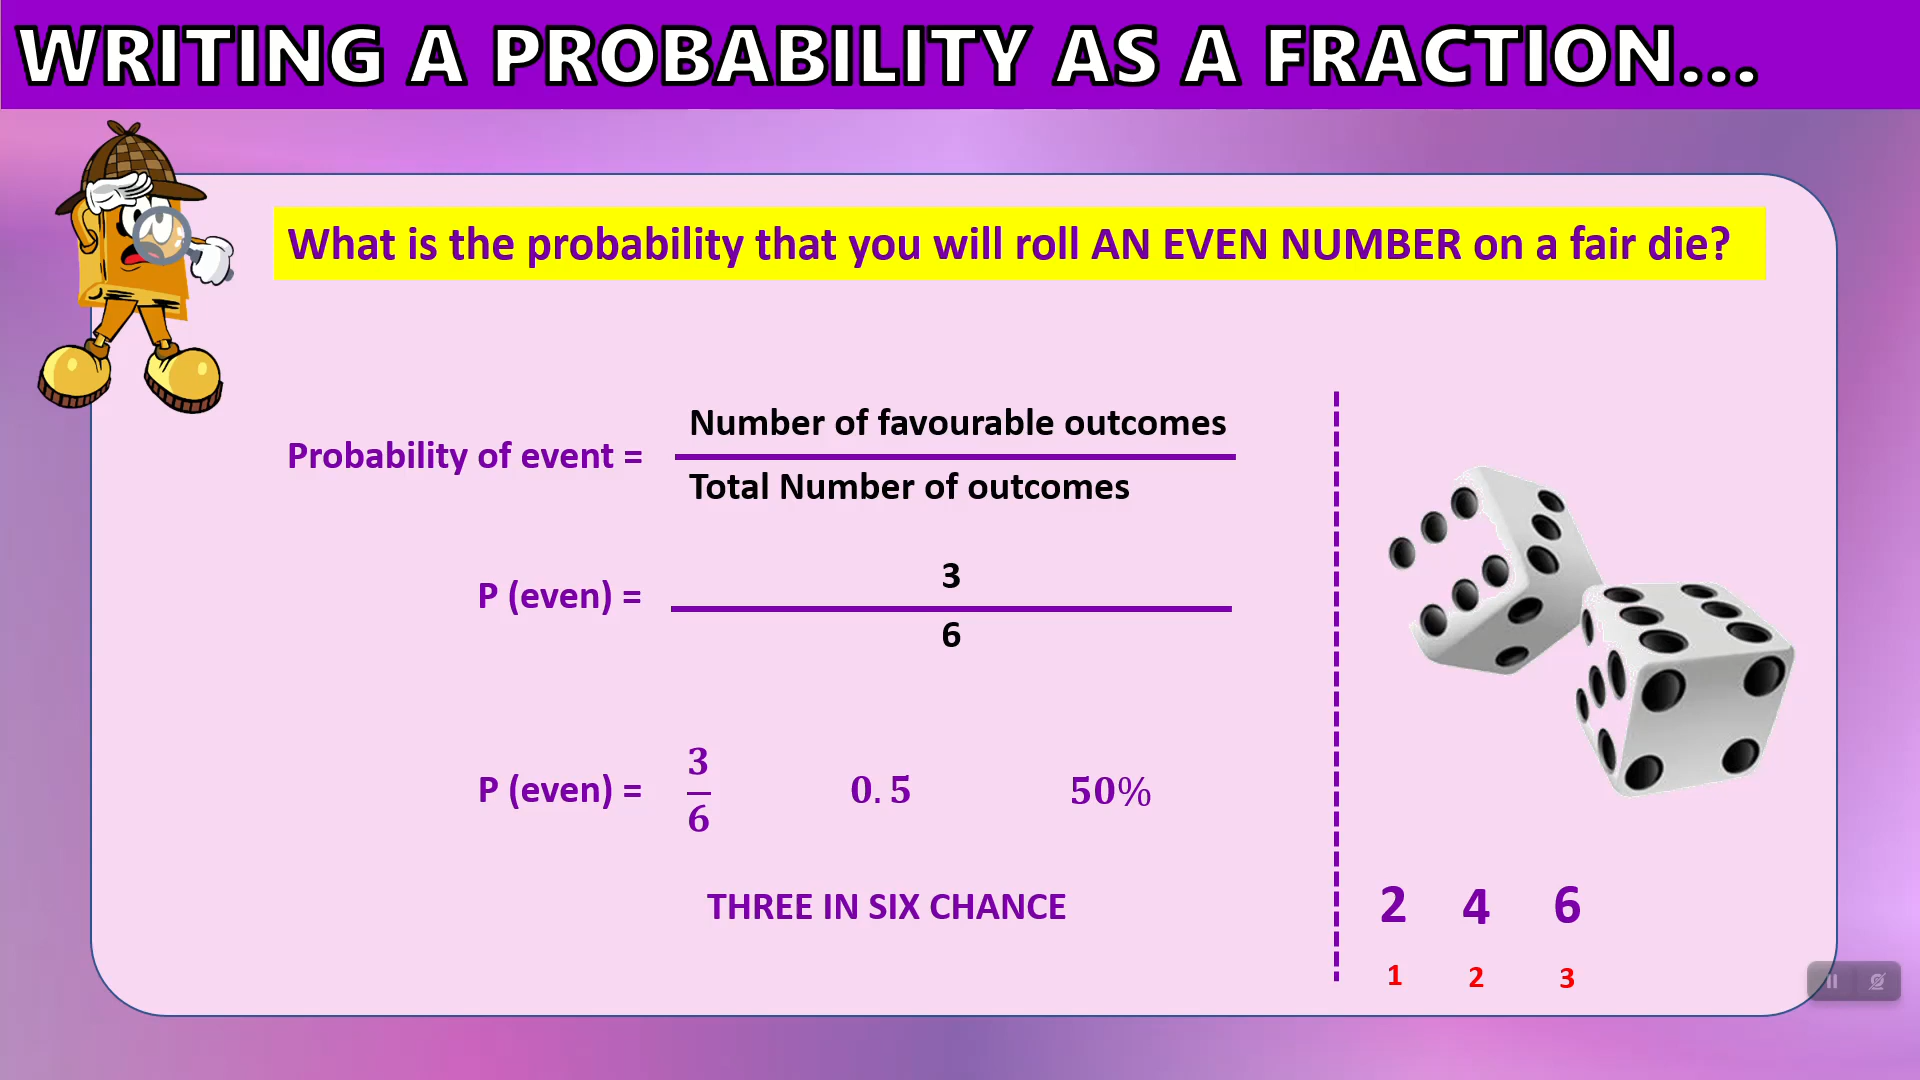 WRITING A PROBABILITY AS A FRACTION...
What is the probability that you will roll AN EVEN NUMBER on a fair die?
Probability of event =
Number of favourable outcomes
Total Number of outcomes
P (even) =
3
6
P (even) =
3
6
0.5
50%
THREE IN SIX CHANCE
2 4 6
1 2 3